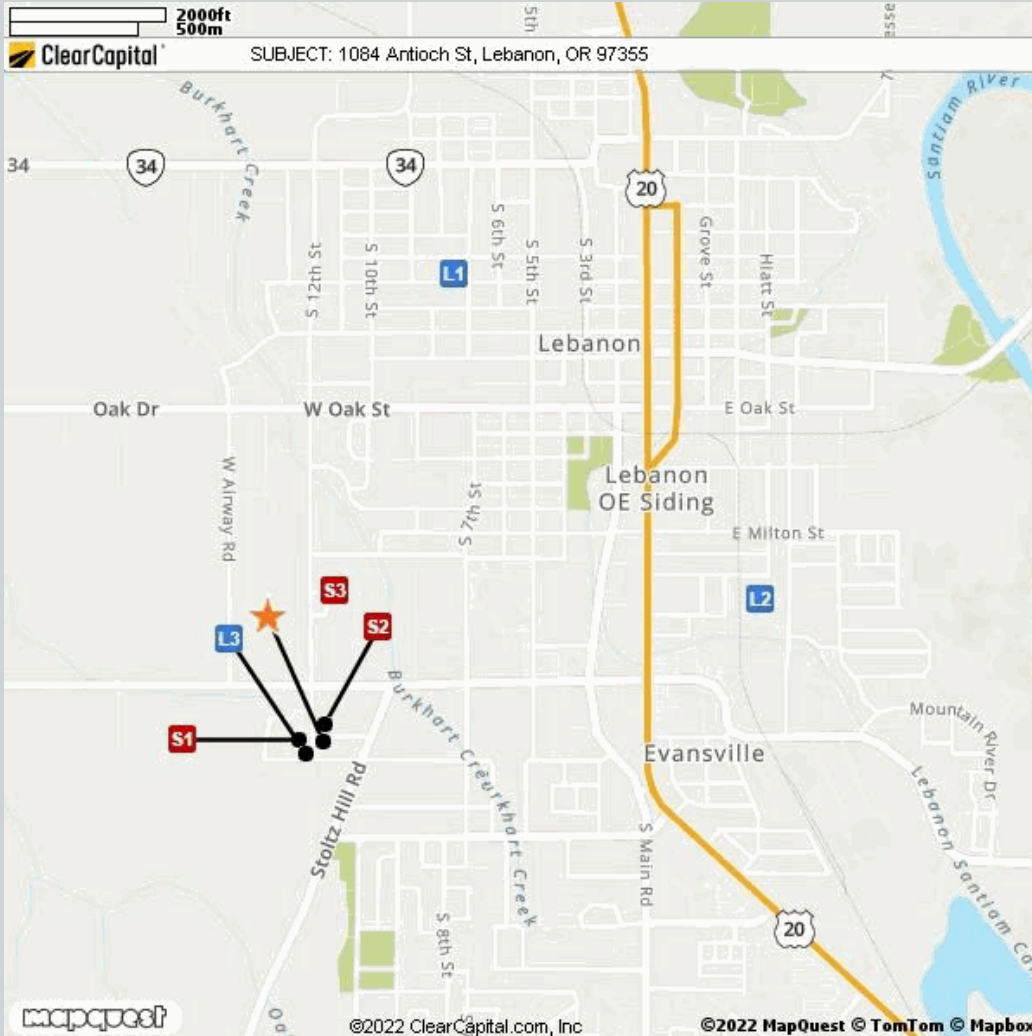 2000ft
500m
ClearCapital
SUBJECT: 1084 Antioch St, Lebanon, OR 97355
5th
Burkhart Creek
Santiam River
34
34
34
20
S 6th St
S 5th St
S 3rd St
Grove St
Hiatt St
S 12th St
S 10th St
L1
Lebanon
Oak Dr
W Oak St
E Oak St
W Airway Rd
S 7th St
Lebanon
OE Siding
E Milton St
S3
L2
L3
S2
S1
Burkhart Creek
Mountain River Dr
Evansville
Stoltz Hill Rd
S Main Rd
S 8th St
20
mapquest
©2022 ClearCapital.com, Inc
©2022 MapQuest © TomTom © Mapbox